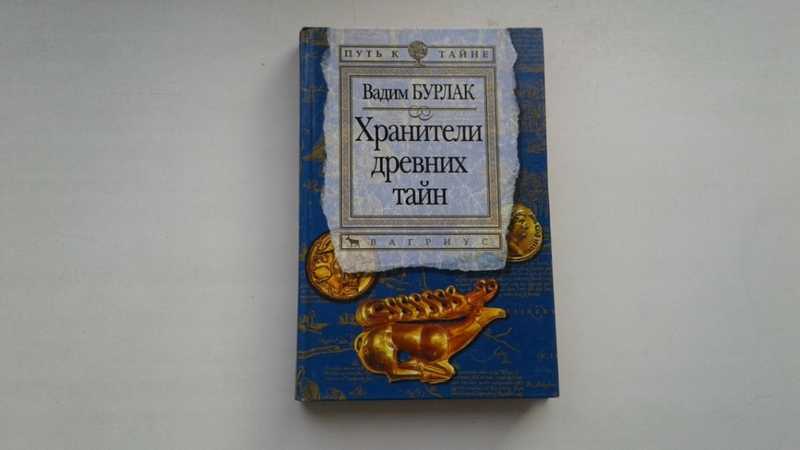 ПУТЬ К ТАЙНЕ
Вадим БУРЛАК
Хранители
древних
тайн
ВАГРИУС